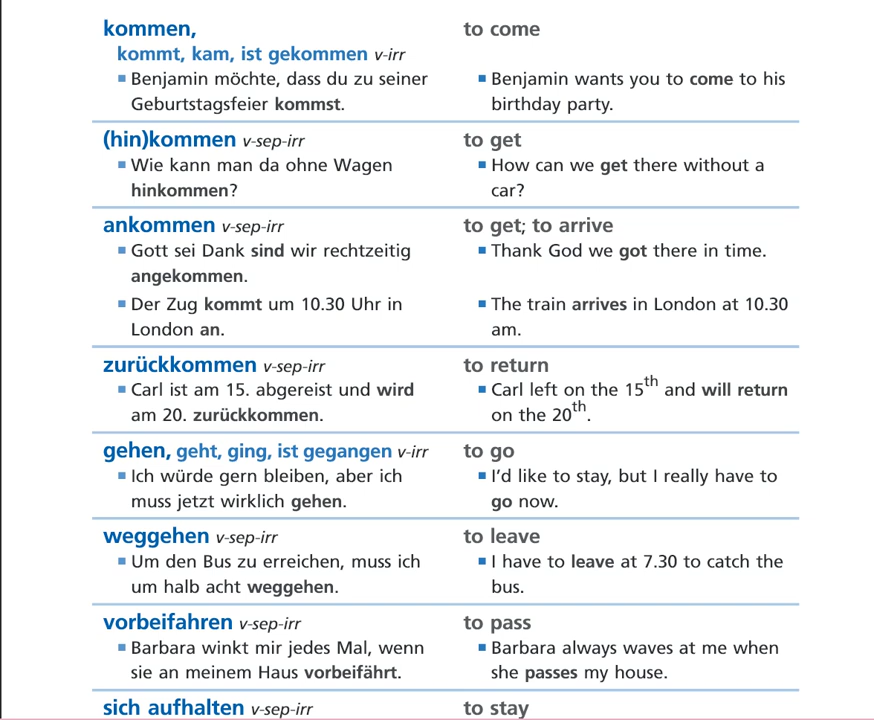 kommen, to come
kommt, kam, ist gekommen v-irr
■ Benjamin möchte, dass du zu seiner ■ Benjamin wants you to come to his
Geburtstagsfeier kommst. birthday party.
(hin)kommen v-sep-irr to get
■ Wie kann man da ohne Wagen ■ How can we get there without a
hinkommen? car?
ankommen v-sep-irr to get; to arrive
■ Gott sei Dank sind wir rechtzeitig ■ Thank God we got there in time.
angekommen.
■ Der Zug kommt um 10.30 Uhr in ■ The train arrives in London at 10.30
London an. am.
zurückkommen v-sep-irr to return
■ Carl ist am 15. abgereist und wird ■ Carl left on the 15th and will return
am 20. zurückkommen. on the 20th.
gehen, geht, ging, ist gegangen v-irr to go
■ Ich würde gern bleiben, aber ich ■ I’d like to stay, but I really have to
muss jetzt wirklich gehen. go now.
weggehen v-sep-irr to leave
■ Um den Bus zu erreichen, muss ich ■ I have to leave at 7.30 to catch the
um halb acht weggehen. bus.
vorbeifahren v-sep-irr to pass
■ Barbara winkt mir jedes Mal, wenn ■ Barbara always waves at me when
sie an meinem Haus vorbeifährt. she passes my house.
sich aufhalten v-sep-irr to stay